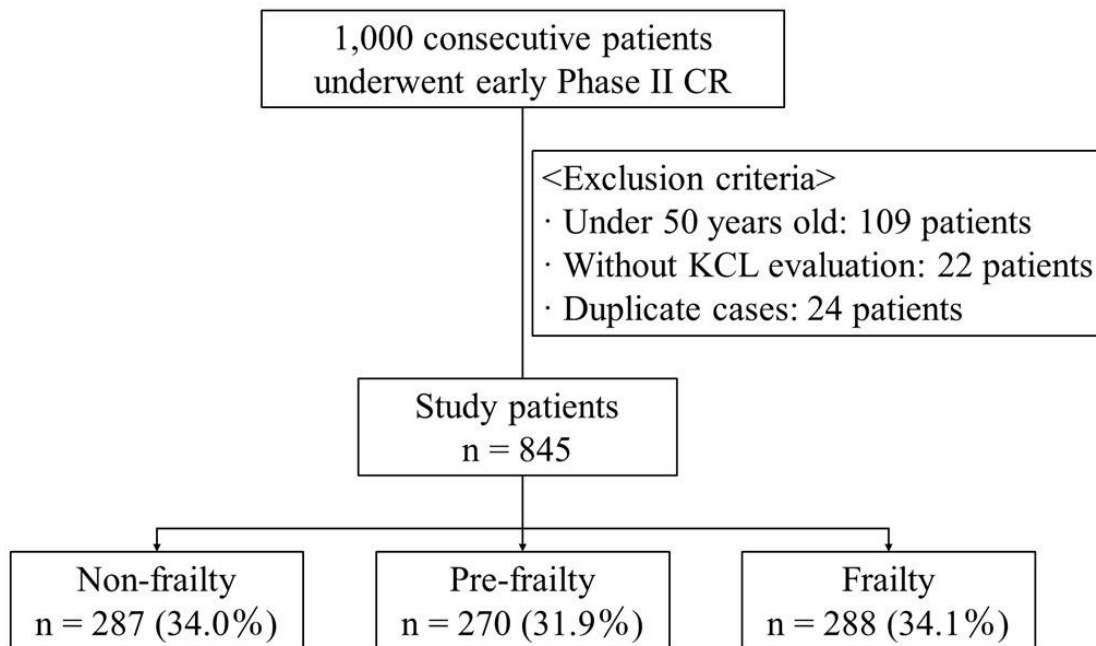 1,000 consecutive patients
underwent early Phase II CR
<Exclusion criteria>
· Under 50 years old: 109 patients
· Without KCL evaluation: 22 patients
· Duplicate cases: 24 patients
Study patients
n = 845
Non-frailty
n = 287 (34.0%)
Pre-frailty
n = 270 (31.9%)
Frailty
n = 288 (34.1%)